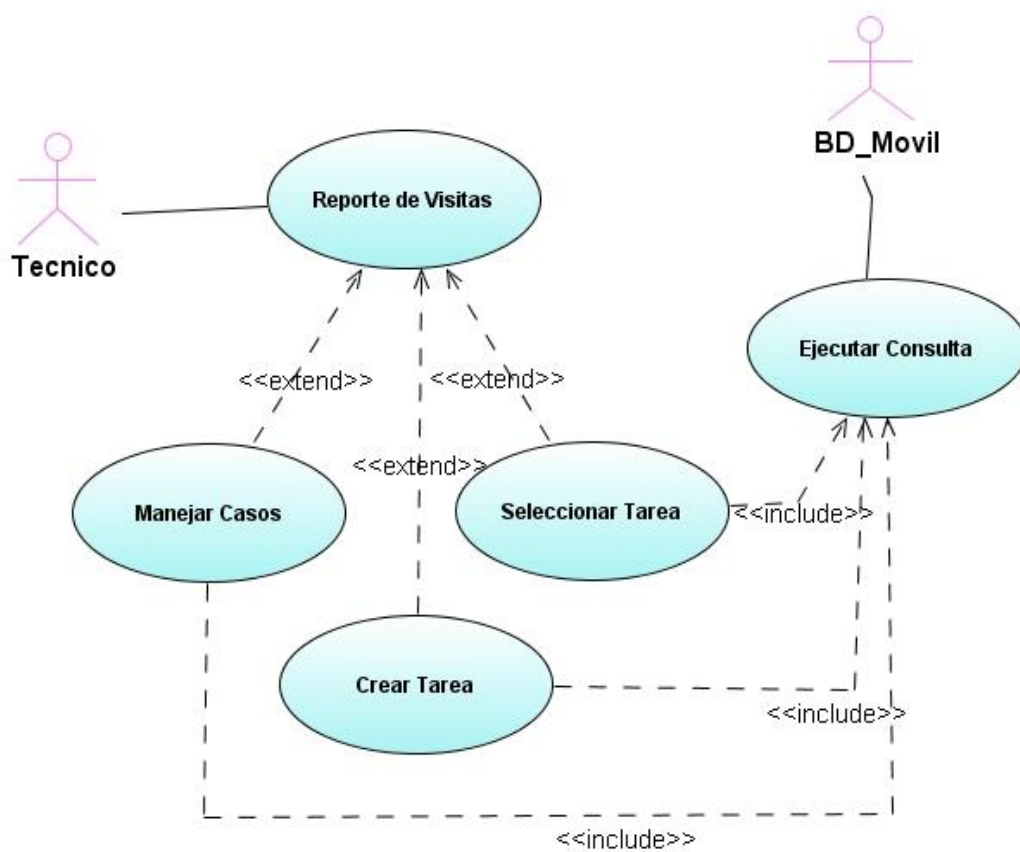 BD_Movil
Reporte de Visitas
Tecnico
Ejecutar Consulta
<<extend>>
<<extend>>
<<extend>>
Manejar Casos
Seleccionar Tarea
<<include>>
Crear Tarea
<<include>>
<<include>>